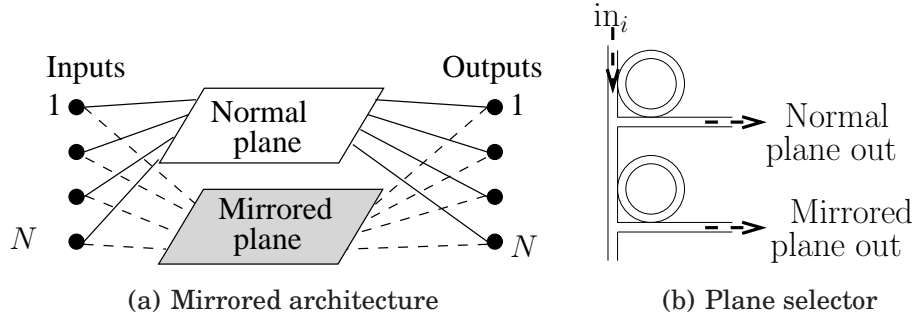 Inputs
Outputs
1
1
N
N
Normal
plane
Mirrored
plane
(a) Mirrored architecture
in_i
Normal
plane out
Mirrored
plane out
(b) Plane selector